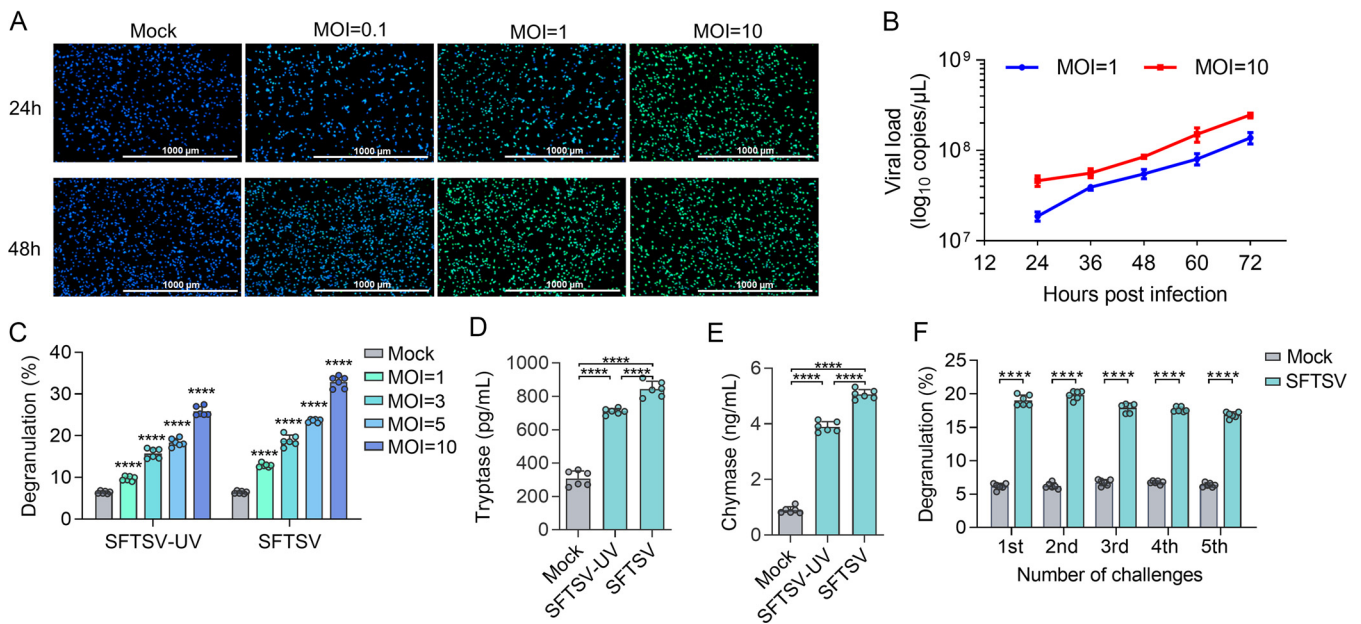 A
Mock
MOI=0.1
MOI=1
MOI=10
24h
1000 µm
1000 µm
1000 µm
1000 µm
48h
1000 µm
1000 µm
1000 µm
1000 µm
B
Viral load
(log10 copies/µL)
10⁹
10⁸
10⁷
MOI=1
MOI=10
12
24
36
48
60
72
Hours post infection
C
Degranulation (%)
40
30
20
10
0
****
****
****
****
****
****
****
****
SFTSV-UV
SFTSV
Mock
MOI=1
MOI=3
MOI=5
MOI=10
D
Tryptase (pg/mL)
1000
800
600
400
200
0
****
****
****
Mock
SFTSV-UV
SFTSV
E
Chymase (ng/mL)
6
4
2
0
****
****
****
Mock
SFTSV-UV
SFTSV
F
Degranulation (%)
25
20
15
10
5
0
****
****
****
****
****
Mock
SFTSV
1st
2nd
3rd
4th
5th
Number of challenges